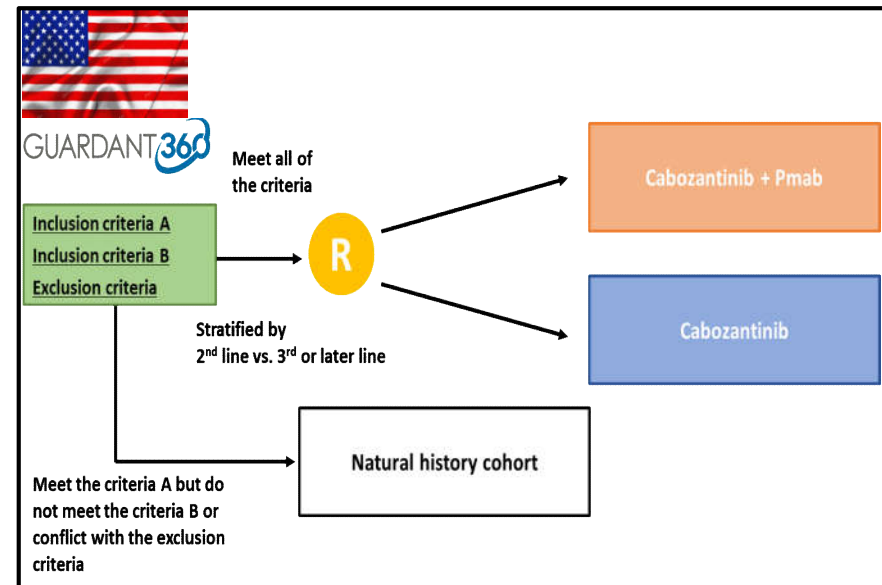 GUARDANT360
Meet all of
the criteria
Cabozantinib + Pmab
Inclusion criteria A
Inclusion criteria B
Exclusion criteria
R
Stratified by
2nd line vs. 3rd or later line
Cabozantinib
Natural history cohort
Meet the criteria A but do
not meet the criteria B or
conflict with the exclusion
criteria